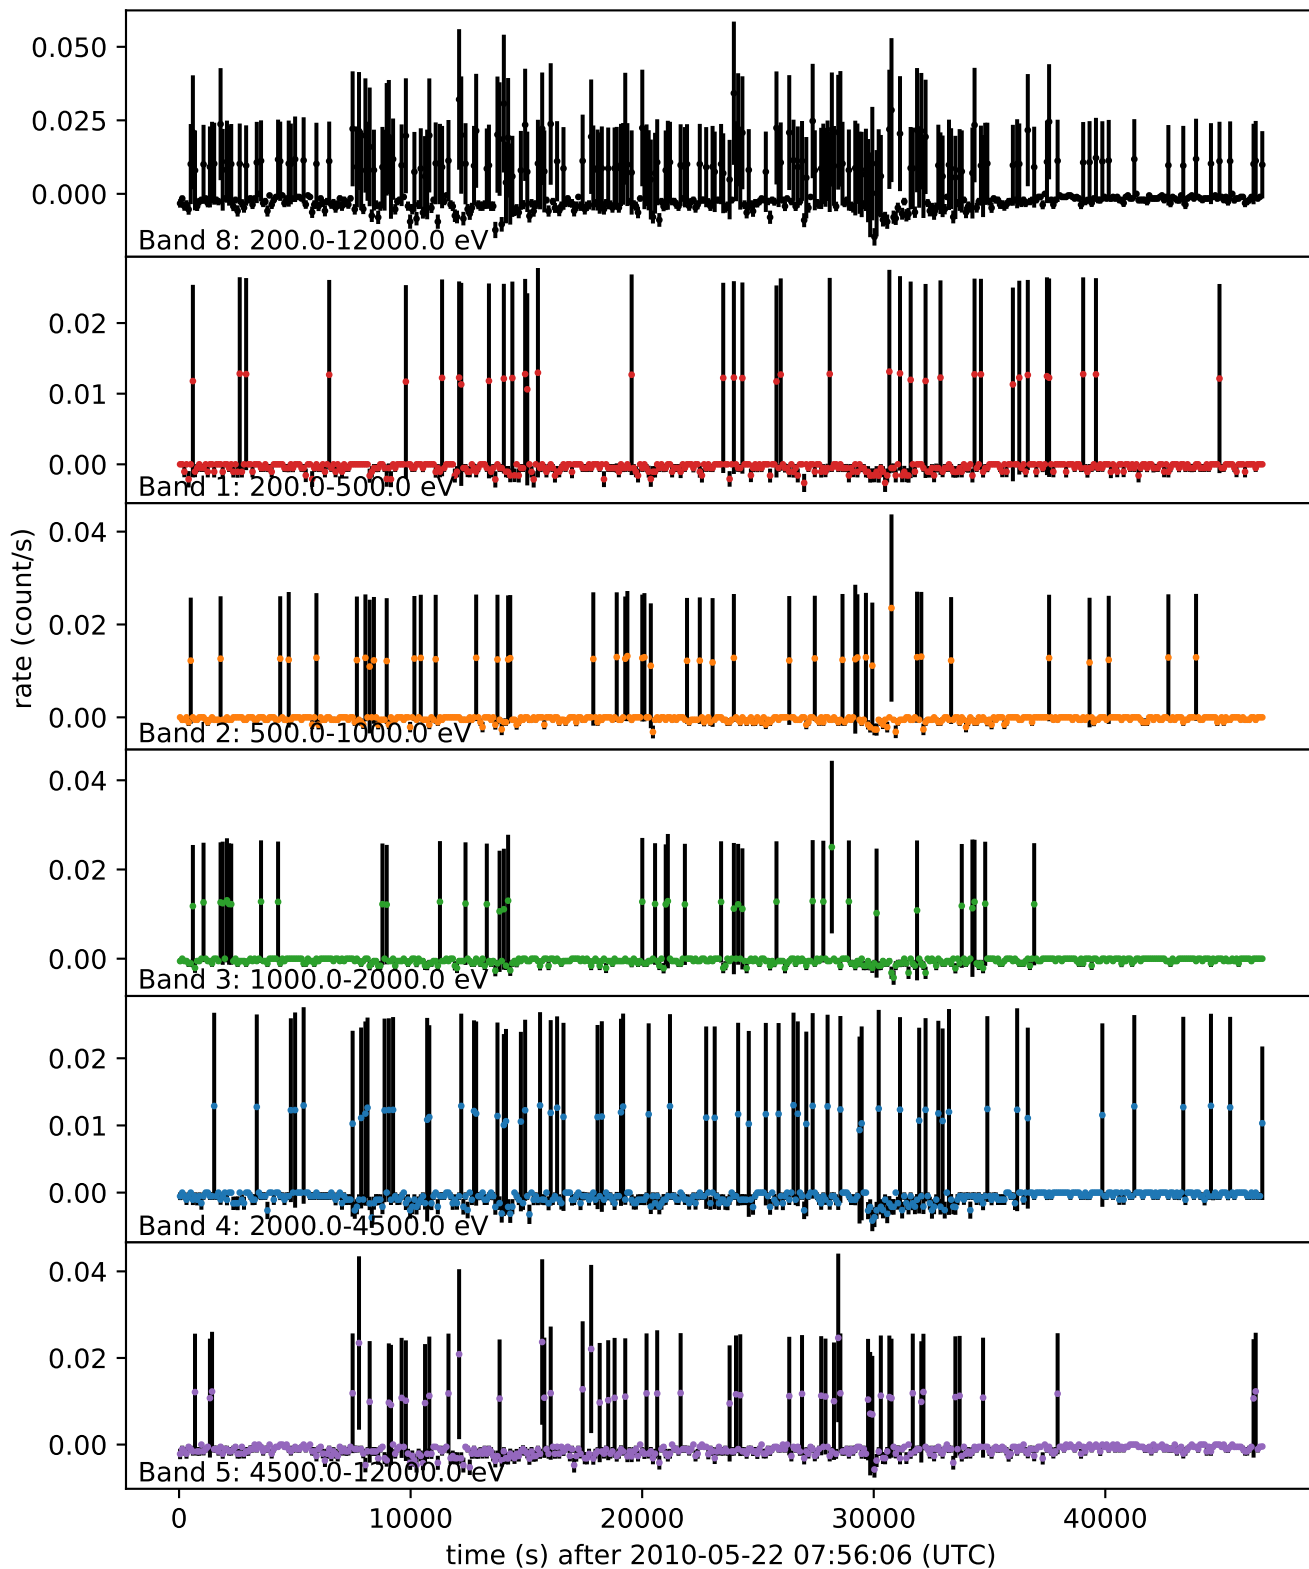 0.050
0.025
0.000
Band 8: 200.0-12000.0 eV
0.02
0.01
0.00
Band 1: 200.0-500.0 eV
0.04
0.02
0.00
Band 2: 500.0-1000.0 eV
rate (count/s)
0.04
0.02
0.00
Band 3: 1000.0-2000.0 eV
0.02
0.01
0.00
Band 4: 2000.0-4500.0 eV
0.04
0.02
0.00
Band 5: 4500.0-12000.0 eV
0 10000 20000 30000 40000
time (s) after 2010-05-22 07:56:06 (UTC)